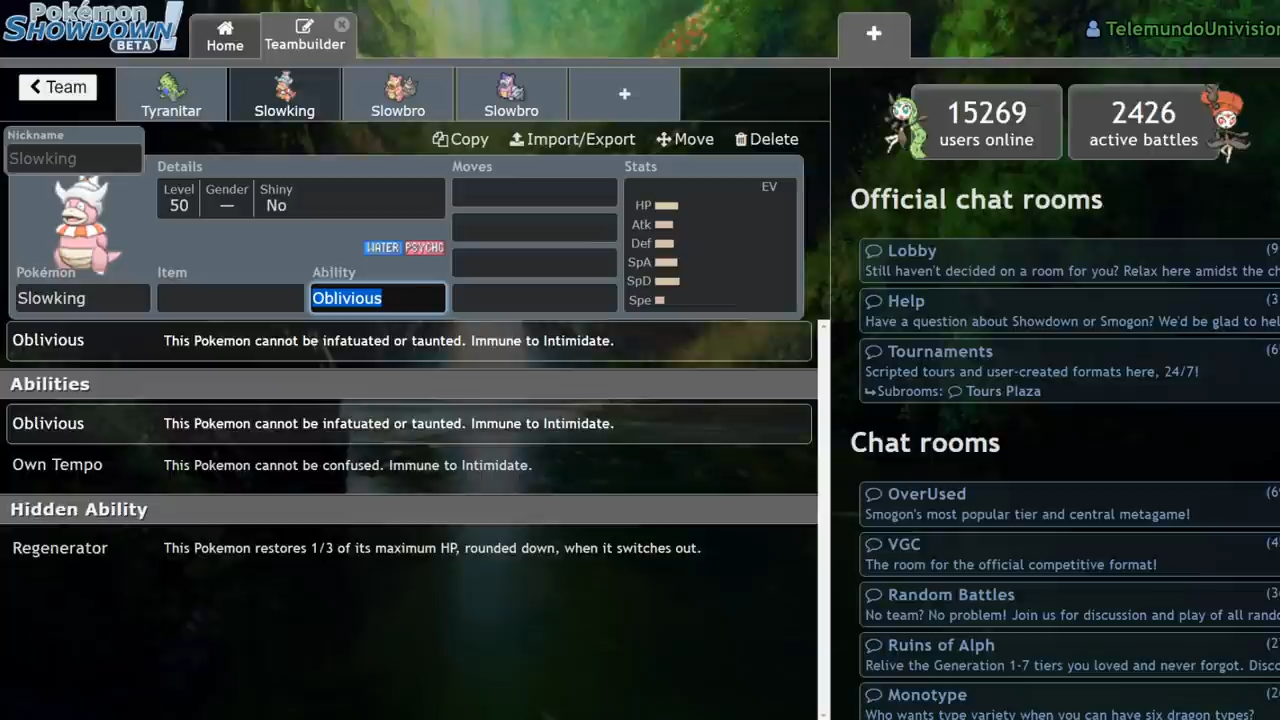 Pokémon
SHOWDOWN!
BETA
Home
Teambuilder
+
TelemundoUnivision
Team
Tyranitar
Slowking
Slowbro
Slowbro
+
Copy
Import/Export
Move
Delete
Nickname
Slowking
Details
Level
50
Gender
—
Shiny
No
WATER PSYCHC
Pokémon
Slowking
Item
Ability
Oblivious
Moves
Stats
EV
HP
Atk
Def
SpA
SpD
Spe
Oblivious This Pokemon cannot be infatuated or taunted. Immune to Intimidate.
Abilities
Oblivious This Pokemon cannot be infatuated or taunted. Immune to Intimidate.
Own Tempo This Pokemon cannot be confused. Immune to Intimidate.
Hidden Ability
Regenerator This Pokemon restores 1/3 of its maximum HP, rounded down, when it switches out.
15269
users online
2426
active battles
Official chat rooms
Lobby
Still haven't decided on a room for you? Relax here amidst the ch
Help
Have a question about Showdown or Smogon? We'd be glad to hel
Tournaments
Scripted tours and user-created formats here, 24/7!
↳Subrooms: Tours Plaza
Chat rooms
OverUsed
Smogon's most popular tier and central metagame!
VGC
The room for the official competitive format!
Random Battles
No team? No problem! Join us for discussion and play of all rando
Ruins of Alph
Relive the Generation 1-7 tiers you loved and never forgot. Disc
Monotype
Who wants type variety when you can have six dragon types?